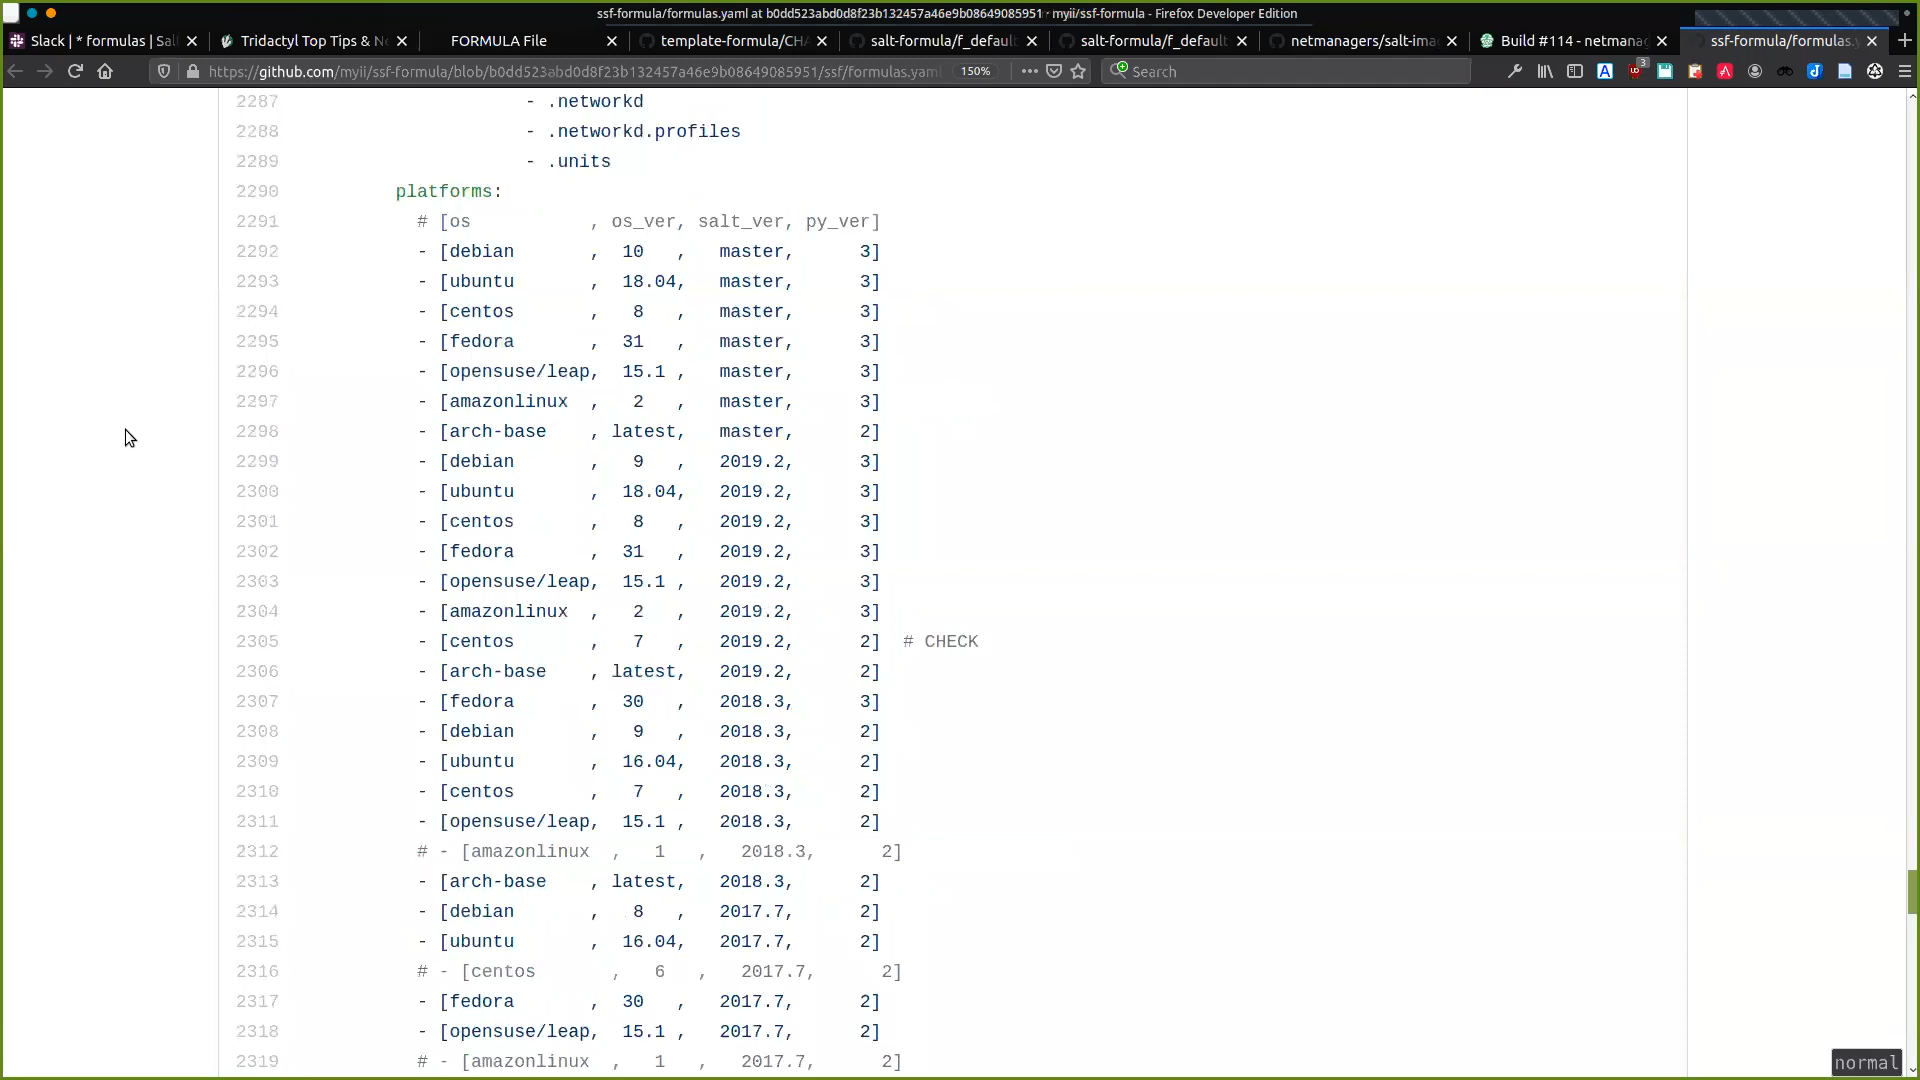 ssf-formula/formulas.yaml at b0dd523abd0d8f23b132457a46e9b08649085951 · myii/ssf-formula - Firefox Developer Edition
Slack | * formulas | Sal
Tridactyl Top Tips & Ne
FORMULA File
template-formula/CHA
salt-formula/f_default
salt-formula/f_default
netmanagers/salt-ima
Build #114 - netmanag
ssf-formula/formulas.y
https://github.com/myii/ssf-formula/blob/b0dd523abd0d8f23b132457a46e9b08649085951/ssf/formulas.yaml
150%
Search
3
2287 - .networkd
2288 - .networkd.profiles
2289 - .units
2290 platforms:
2291 # [os , os_ver, salt_ver, py_ver]
2292 - [debian , 10 , master, 3]
2293 - [ubuntu , 18.04, master, 3]
2294 - [centos , 8 , master, 3]
2295 - [fedora , 31 , master, 3]
2296 - [opensuse/leap, 15.1 , master, 3]
2297 - [amazonlinux , 2 , master, 3]
2298 - [arch-base , latest, master, 2]
2299 - [debian , 9 , 2019.2, 3]
2300 - [ubuntu , 18.04, 2019.2, 3]
2301 - [centos , 8 , 2019.2, 3]
2302 - [fedora , 31 , 2019.2, 3]
2303 - [opensuse/leap, 15.1 , 2019.2, 3]
2304 - [amazonlinux , 2 , 2019.2, 3]
2305 - [centos , 7 , 2019.2, 2] # CHECK
2306 - [arch-base , latest, 2019.2, 2]
2307 - [fedora , 30 , 2018.3, 3]
2308 - [debian , 9 , 2018.3, 2]
2309 - [ubuntu , 16.04, 2018.3, 2]
2310 - [centos , 7 , 2018.3, 2]
2311 - [opensuse/leap, 15.1 , 2018.3, 2]
2312 # - [amazonlinux , 1 , 2018.3, 2]
2313 - [arch-base , latest, 2018.3, 2]
2314 - [debian , 8 , 2017.7, 2]
2315 - [ubuntu , 16.04, 2017.7, 2]
2316 # - [centos , 6 , 2017.7, 2]
2317 - [fedora , 30 , 2017.7, 2]
2318 - [opensuse/leap, 15.1 , 2017.7, 2]
2319 # - [amazonlinux , 1 , 2017.7, 2]
normal